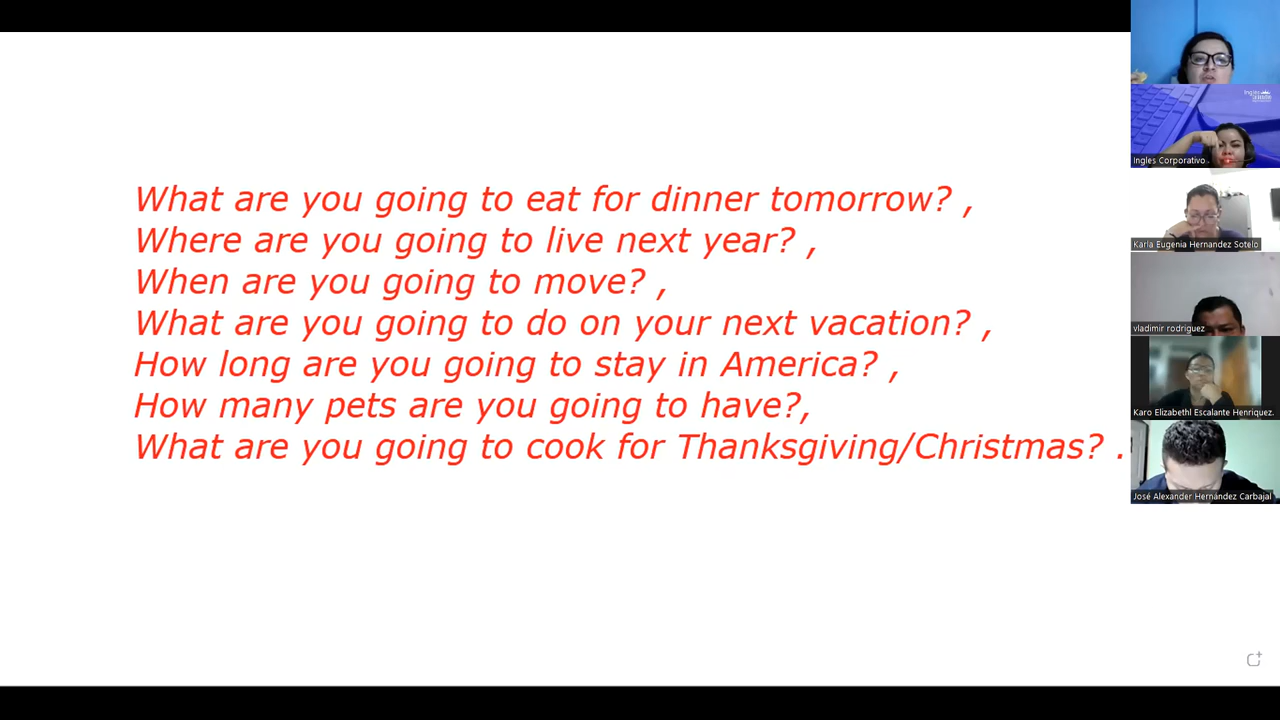 What are you going to eat for dinner tomorrow? ,
Where are you going to live next year? ,
When are you going to move? ,
What are you going to do on your next vacation? ,
How long are you going to stay in America? ,
How many pets are you going to have?,
What are you going to cook for Thanksgiving/Christmas? .
Ingles Corporativo
Karla Eugenia Hernandez Sotelo
vladimir rodriguez
Karo Elizabethl Escalante Henriquez.
José Alexander Hernández Carbajal